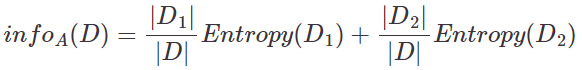 info_A(D) = |D_1|/|D| Entropy(D_1) + |D_2|/|D| Entropy(D_2)